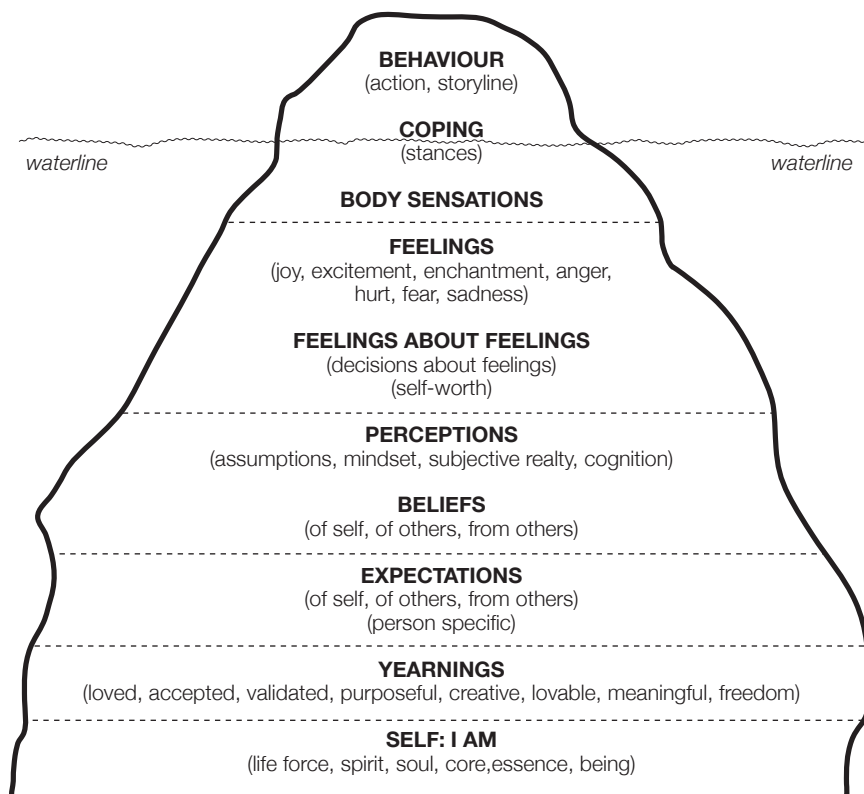 BEHAVIOUR
(action, storyline)
COPING
(stances)
waterline
waterline
BODY SENSATIONS
FEELINGS
(joy, excitement, enchantment, anger,
hurt, fear, sadness)
FEELINGS ABOUT FEELINGS
(decisions about feelings)
(self-worth)
PERCEPTIONS
(assumptions, mindset, subjective realty, cognition)
BELIEFS
(of self, of others, from others)
EXPECTATIONS
(of self, of others, from others)
(person specific)
YEARNINGS
(loved, accepted, validated, purposeful, creative, lovable, meaningful, freedom)
SELF: I AM
(life force, spirit, soul, core,essence, being)